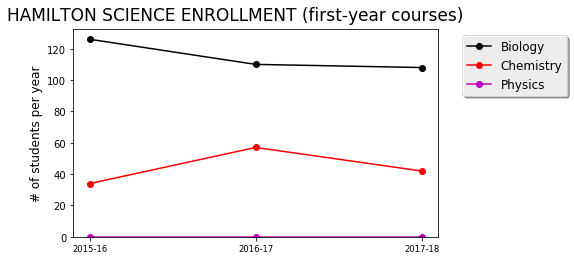 HAMILTON SCIENCE ENROLLMENT (first-year courses)
# of students per year
120
100
80
60
40
20
0
2015-16
2016-17
2017-18
Biology
Chemistry
Physics